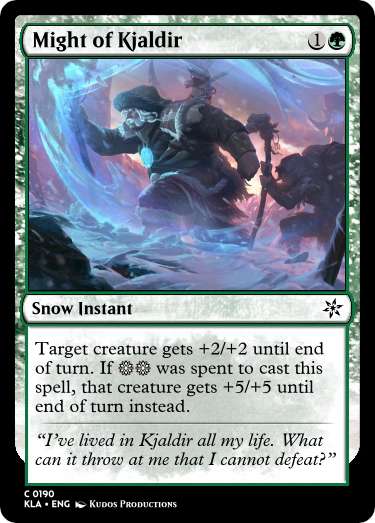 Might of Kjaldir 1
Snow Instant
Target creature gets +2/+2 until end
of turn. If was spent to cast this
spell, that creature gets +5/+5 until
end of turn instead.
“I’ve lived in Kjaldir all my life. What
can it throw at me that I cannot defeat?”
C 0190
KLA • ENG Kudos Productions